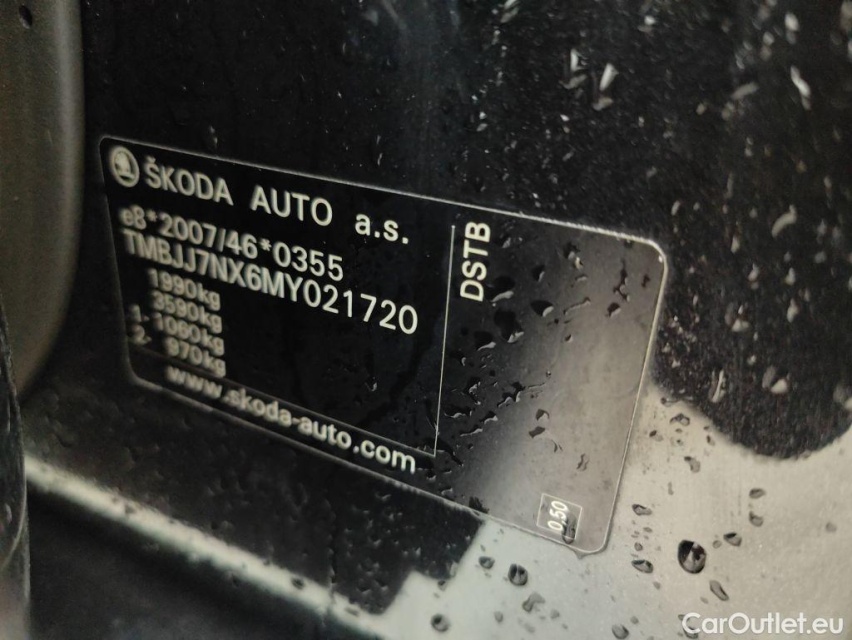 ŠKODA AUTO a.s.
e8*2007/46*0355
TMBJJ7NX6MY021720
1990kg
3590kg
1- 1060kg
2- 970kg
www.skoda-auto.com
DSTB
0.50
CarOutlet.eu